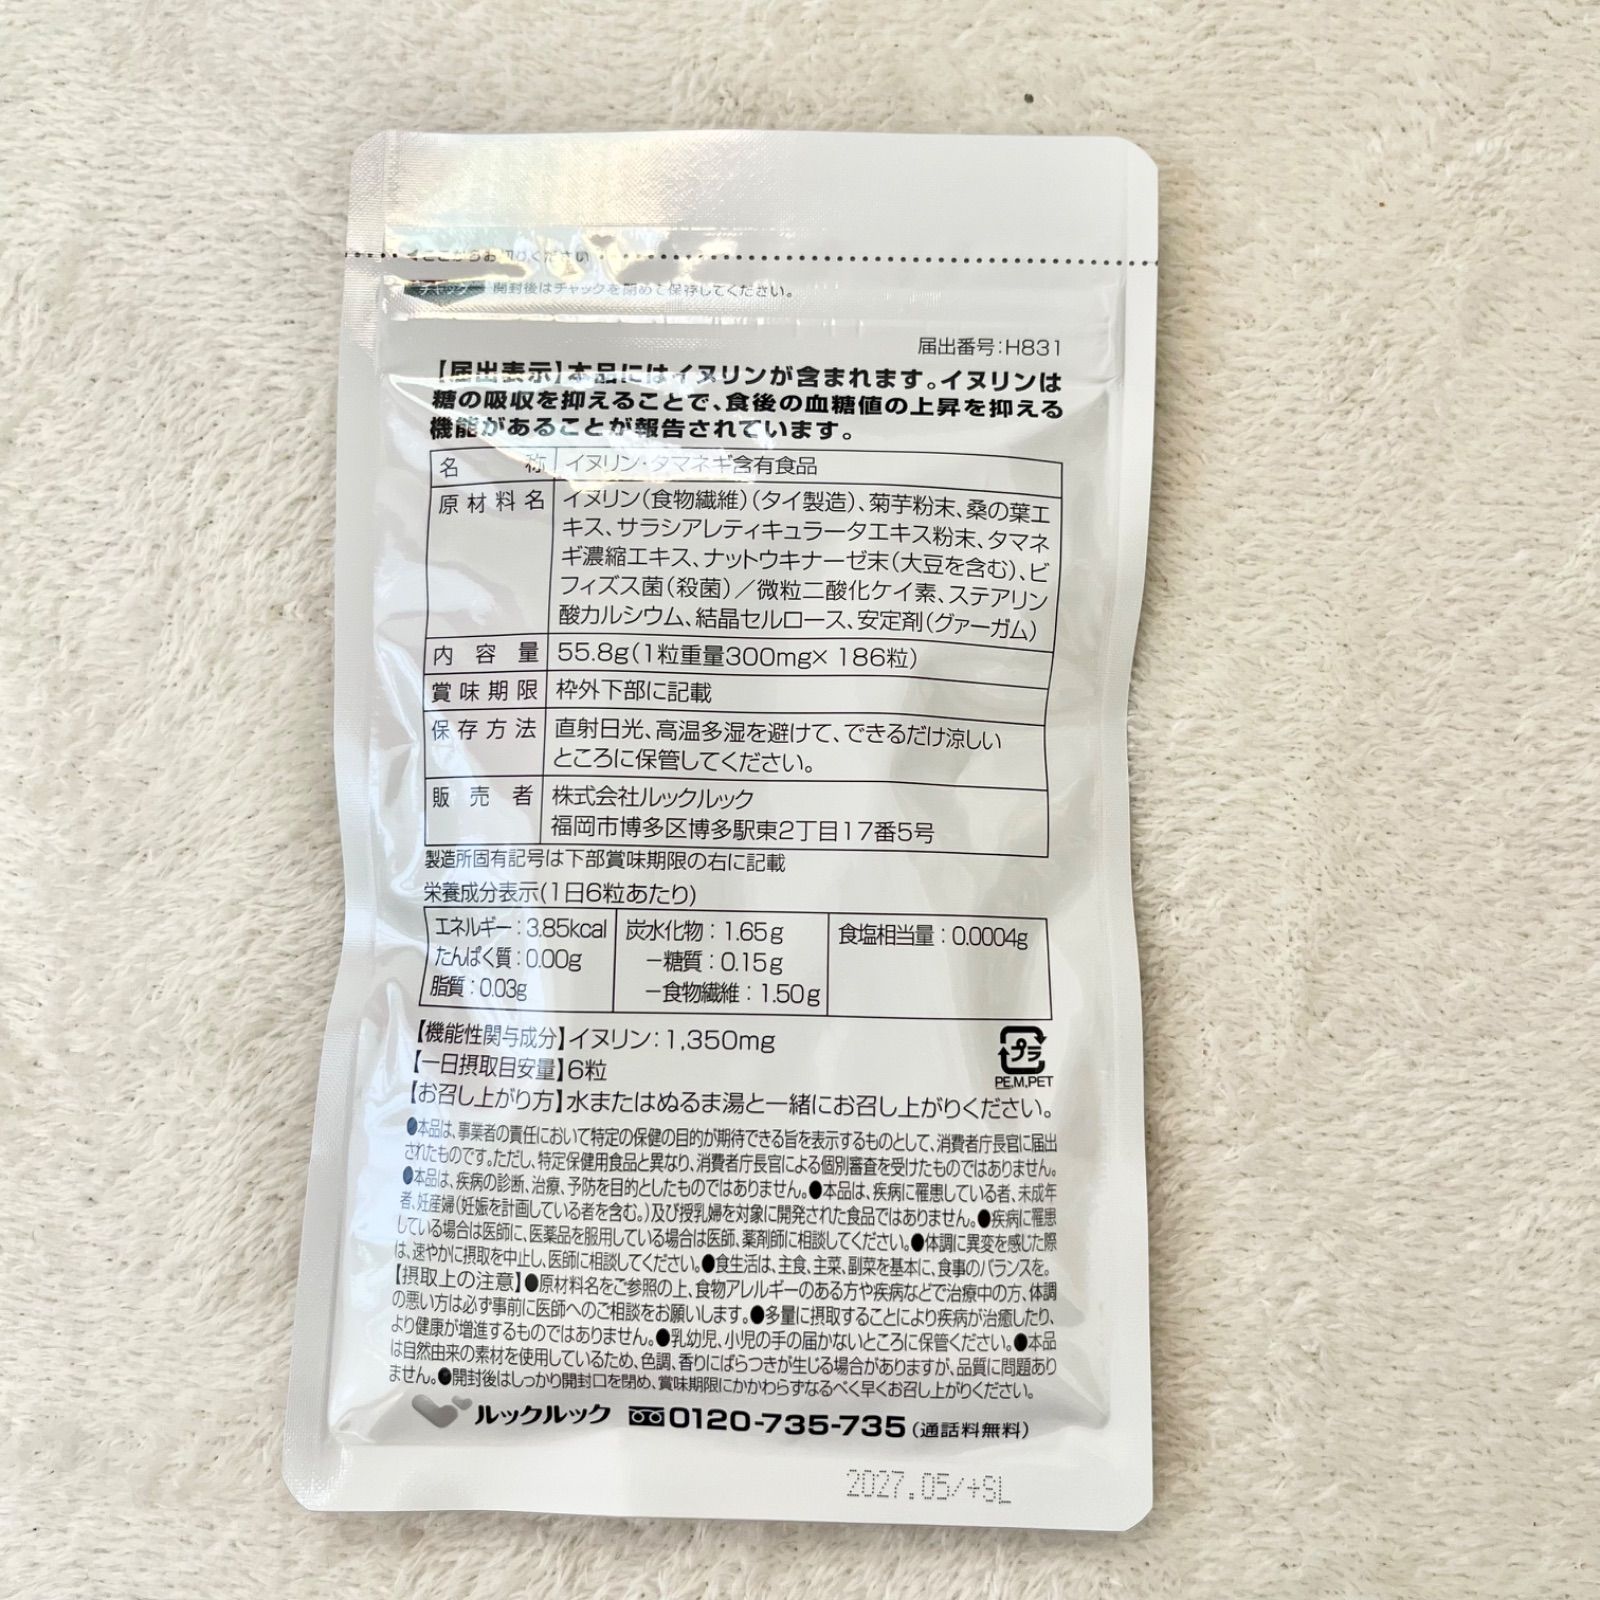 ここからお切りください
チャック 開封後はチャックを閉めて保存してください。
届出番号:H831
【届出表示】本品にはイヌリンが含まれます。イヌリンは
糖の吸収を抑えることで、食後の血糖値の上昇を抑える
機能があることが報告されています。
名称 イヌリン・タマネギ含有食品
原材料名 イヌリン(食物繊維)(タイ製造)、菊芋粉末、桑の葉エ
キス、サラシアレティキュラータエキス粉末、タマネ
ギ濃縮エキス、ナットウキナーゼ末(大豆を含む)、ビ
フィズス菌(殺菌)/微粒二酸化ケイ素、ステアリン
酸カルシウム、結晶セルロース、安定剤(グァーガム)
内容量 55.8g(1粒重量300mg×186粒)
賞味期限 枠外下部に記載
保存方法 直射日光、高温多湿を避けて、できるだけ涼しい
ところに保管してください。
販売者 株式会社ルックルック
福岡市博多区博多駅東2丁目17番5号
製造所固有記号は下部賞味期限の右に記載
栄養成分表示(1日6粒あたり)
エネルギー:3.85kcal 炭水化物:1.65g 食塩相当量:0.0004g
たんぱく質:0.00g −糖質:0.15g
脂質:0.03g −食物繊維:1.50g
【機能性関与成分】イヌリン:1,350mg
【一日摂取目安量】6粒
プラ
PE,M,PET
【お召し上がり方】水またはぬるま湯と一緒にお召し上がりください。
●本品は、事業者の責任において特定の保健の目的が期待できる旨を表示するものとして、消費者庁長官に届出
されたものです。ただし、特定保健用食品と異なり、消費者庁長官による個別審査を受けたものではありません。
●本品は、疾病の診断、治療、予防を目的としたものではありません。●本品は、疾病に罹患している者、未成年
者、妊産婦(妊娠を計画している者を含む。)及び授乳婦を対象に開発された食品ではありません。●疾病に罹患
している場合は医師に、医薬品を服用している場合は医師、薬剤師に相談してください。●体調に異変を感じた際
は、速やかに摂取を中止し、医師に相談してください。●食生活は、主食、主菜、副菜を基本に、食事のバランスを。
【摂取上の注意】●原材料名をご参照の上、食物アレルギーのある方や疾病などで治療中の方、体調
の悪い方は必ず事前に医師へのご相談をお願いします。●多量に摂取することにより疾病が治癒したり、
より健康が増進するものではありません。●乳幼児、小児の手の届かないところに保管ください。●本品
は自然由来の素材を使用しているため、色調、香りにばらつきが生じる場合がありますが、品質に問題あり
ません。●開封後はしっかり開封口を閉め、賞味期限にかかわらずなるべく早くお召し上がりください。
ルックルック 0120-735-735(通話料無料)
2027.05/+SL